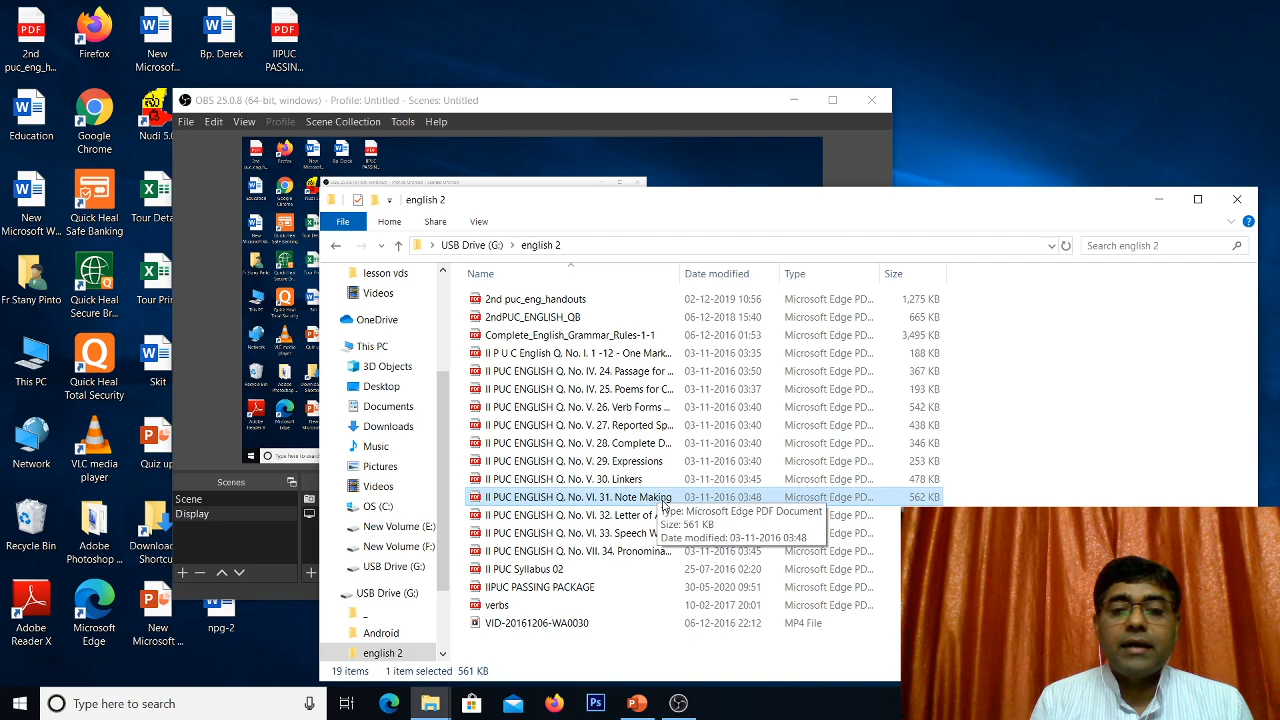 2nd
puc_eng_h...
Firefox
New
Microsof...
Bp. Derek
IIPUC
PASSIN...
Education
Google
Chrome
Nudi 5.0
New
Microsoft W...
Quick Heal
Safe Banking
Tour Detai
Fr Stany Pinto
Quick Heal
Secure Br...
Tour Prin
This PC
Quick Heal
Total Security
Skit
Network
VLC media
player
Quiz up
Recycle Bin
Adobe
Photoshop ...
Downloac
Shortcu
Adobe
Reader X
Microsoft
Edge
New
Microsoft ...
npg-2
OBS 25.0.8 (64-bit, windows) - Profile: Untitled - Scenes: Untitled
File Edit View Profile Scene Collection Tools Help
Scenes
Scene
Display
english 2
File Home Share View
USB Drive (G:) english 2
Search english 2
lesson vds
Videos
OneDrive
This PC
3D Objects
Desktop
Documents
Downloads
Music
Pictures
Videos
OS (C:)
New Volume (E:)
New Volume (F:)
USB Drive (G:)
USB Drive (G:)
_
Android
english 2
Name Date modified Type Size
2nd puc_eng_handouts 02-12-2019 10:56 Microsoft Edge PD... 1,275 KB
2ndPUC_ENGLISH_QB 06-12-2018 15:40 Microsoft Edge PD... 665 KB
Complete_English_Grammar_Rules-1-1 06-12-2016 03:53 Microsoft Edge PD... 3,495 KB
II P U C English Q. No. I. 1 -12 - One Mark... 03-11-2016 03:35 Microsoft Edge PD... 188 KB
II PUC ENGLISH Q. No. IV. 24. Passage for ... 03-11-2016 03:50 Microsoft Edge PD... 367 KB
II PUC ENGLISH Q. No. IV. 25. Poems for C... 03-11-2016 03:37 Microsoft Edge PD... 193 KB
II PUC ENGLISH Q. No. V. 26. Verb Forms ... 03-11-2016 03:40 Microsoft Edge PD... 542 KB
II PUC ENGLISH Q. No. V. 27. Reported Sp... 03-11-2016 03:40 Microsoft Edge PD... 438 KB
II PUC ENGLISH Q. No. V. 28. Complete D... 03-11-2016 03:40 Microsoft Edge PD... 346 KB
II PUC ENGLISH Q. No. V. 29. Expressions 03-11-2016 03:40 Microsoft Edge PD... 253 KB
II PUC ENGLISH Q. No. V. 30. Linkers 03-11-2016 03:45 Microsoft Edge PD... 478 KB
II PUC ENGLISH Q. No. VI. 31. Note Making 03-11-2016 03:48 Microsoft Edge PD... 562 KB
II PUC ENGLISH Q. No. VI. 32. Letter of
II PUC ENGLISH Q. No. VI. 33. Speech W
II PUC ENGLISH Q. No. VII. 34. Pronomina...
Type: Microsoft Edge PDF Document
Size: 561 KB
Date modified: 03-11-2016 03:48
03-11-2016 03:40 Microsoft Edge PD...
II PUC Syllabus 02 25-07-2016 02:20 Microsoft Edge PD...
IIPUC PASSING PACKAGE 30-05-2020 09:51 Microsoft Edge PD...
verbs 10-02-2017 20:01 Microsoft Edge PD...
VID-20161206-WA0030 06-12-2016 22:12 MP4 File
19 items 1 item selected 561 KB
Type here to search